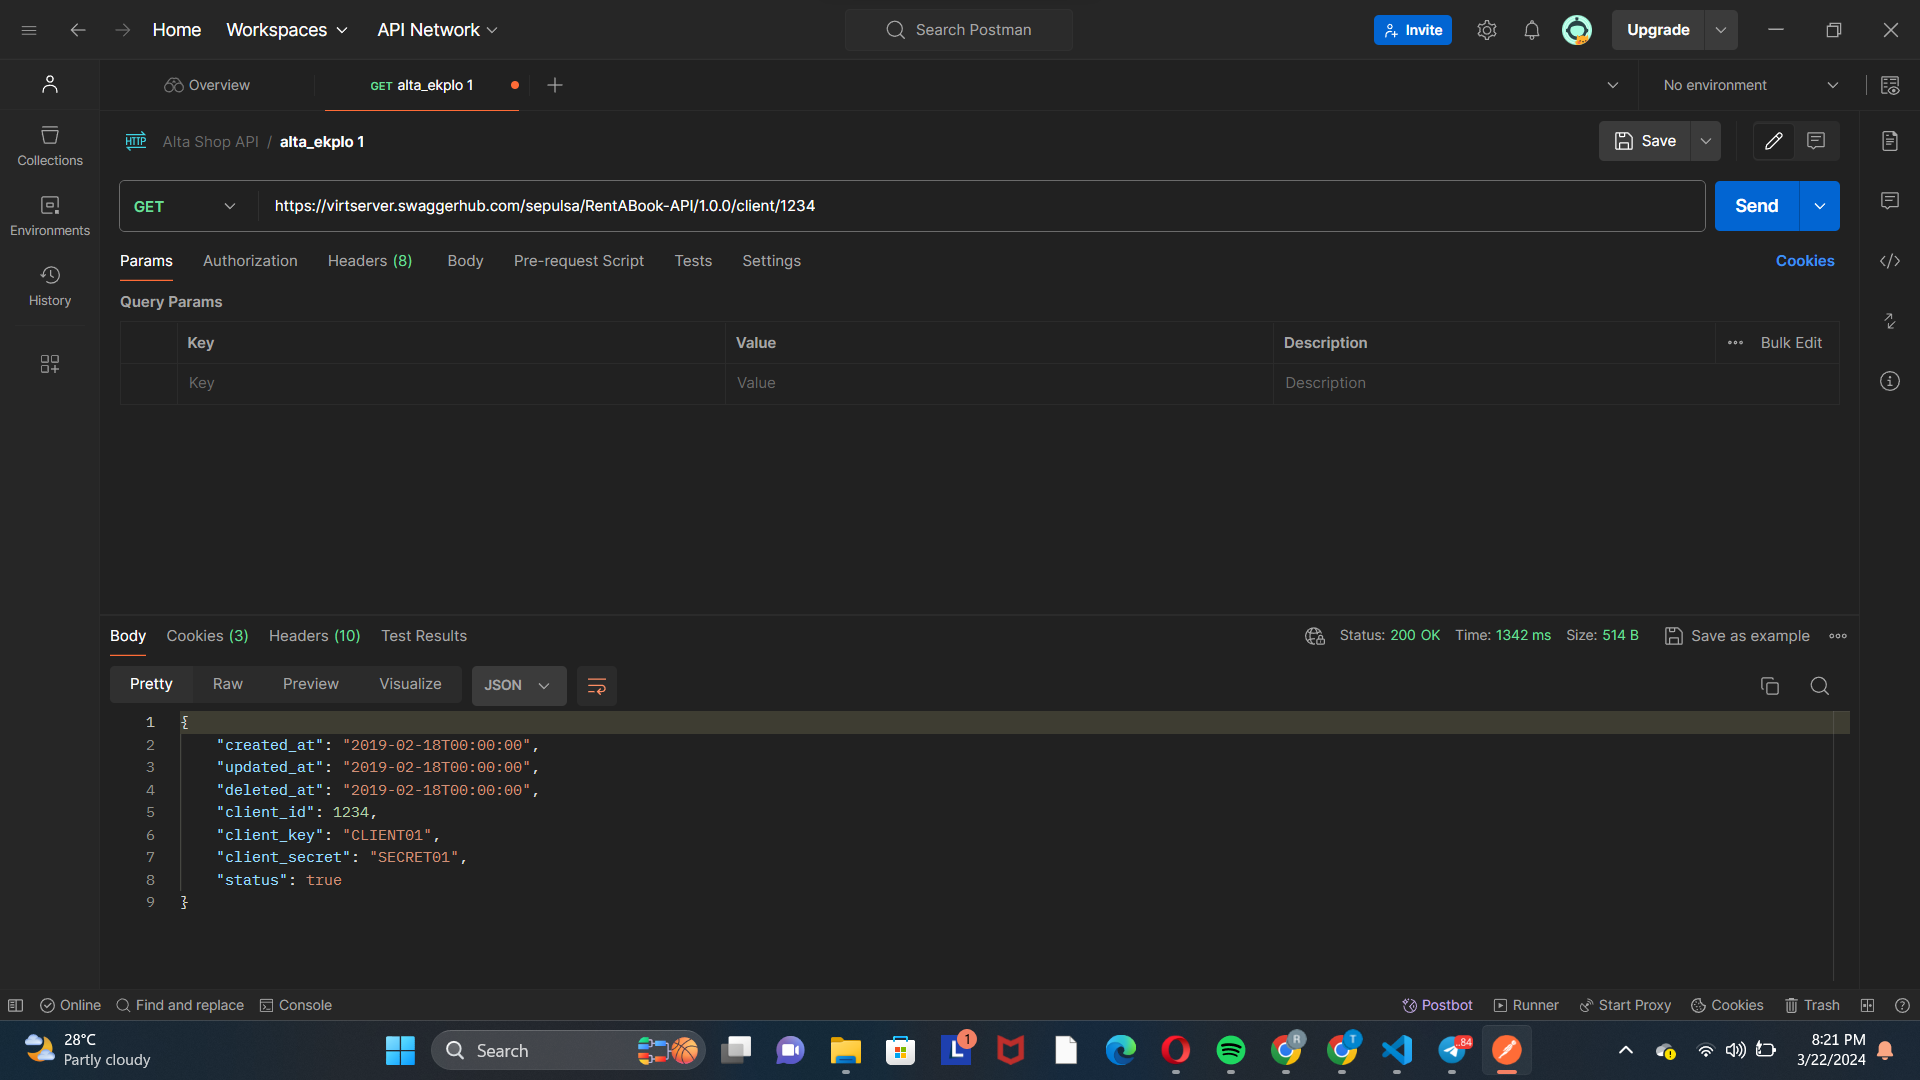 Home Workspaces API Network Search Postman Invite Upgrade
Overview GET alta_ekplo 1 No environment
HTTP Alta Shop API / alta_ekplo 1 Save
Collections
Environments
History
GET https://virtserver.swaggerhub.com/sepulsa/RentABook-API/1.0.0/client/1234 Send
Params Authorization Headers (8) Body Pre-request Script Tests Settings Cookies
Query Params
Key Value Description Bulk Edit
Key Value Description
Body Cookies (3) Headers (10) Test Results Status: 200 OK Time: 1342 ms Size: 514 B Save as example
Pretty Raw Preview Visualize JSON
1 {
2 "created_at": "2019-02-18T00:00:00",
3 "updated_at": "2019-02-18T00:00:00",
4 "deleted_at": "2019-02-18T00:00:00",
5 "client_id": 1234,
6 "client_key": "CLIENT01",
7 "client_secret": "SECRET01",
8 "status": true
9 }
Online Find and replace Console Postbot Runner Start Proxy Cookies Trash
28°C
Partly cloudy
Search
L 1
R
T
..84
8:21 PM
3/22/2024